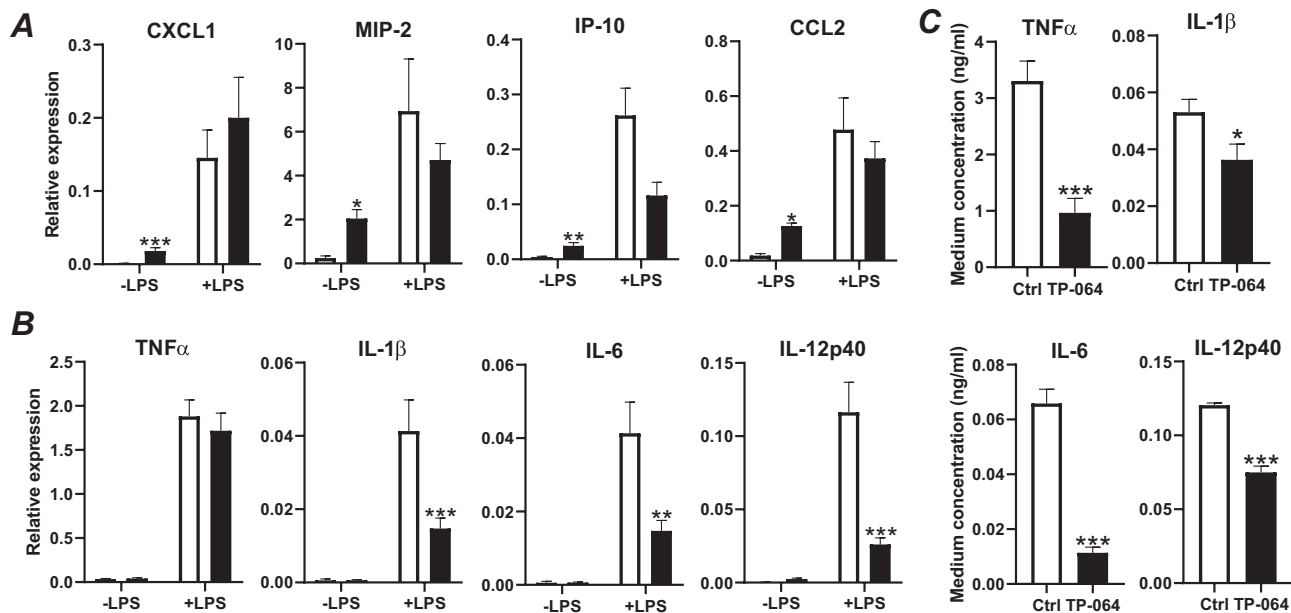 A
CXCL1
MIP-2
IP-10
CCL2
C
TNFα
IL-1β
Relative expression
0.3
0.2
0.1
0.0
***
-LPS
+LPS
10
8
6
4
2
0
*
-LPS
+LPS
0.4
0.3
0.2
0.1
0.0
**
-LPS
+LPS
0.8
0.6
0.4
0.2
0.0
*
-LPS
+LPS
Medium concentration (ng/ml)
4
3
2
1
0
***
Ctrl TP-064
0.08
0.06
0.04
0.02
0.00
*
Ctrl TP-064
B
TNFα
IL-1β
IL-6
IL-12p40
IL-6
IL-12p40
Relative expression
2.5
2.0
1.5
1.0
0.5
0.0
-LPS
+LPS
0.06
0.04
0.02
0.00
***
-LPS
+LPS
0.06
0.04
0.02
0.00
**
-LPS
+LPS
0.15
0.10
0.05
0.00
***
-LPS
+LPS
Medium concentration (ng/ml)
0.08
0.06
0.04
0.02
0.00
***
Ctrl TP-064
0.15
0.10
0.05
0.00
***
Ctrl TP-064